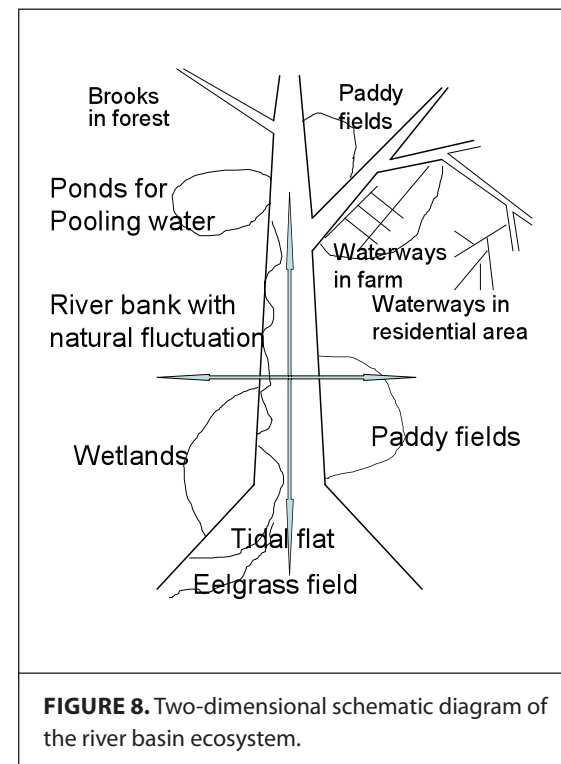 Brooks
in forest
Paddy
fields
Ponds for
Pooling water
Waterways
in farm
River bank with
natural fluctuation
Waterways in
residential area
Wetlands
Paddy fields
Tidal flat
Eelgrass field
FIGURE 8. Two-dimensional schematic diagram of
the river basin ecosystem.